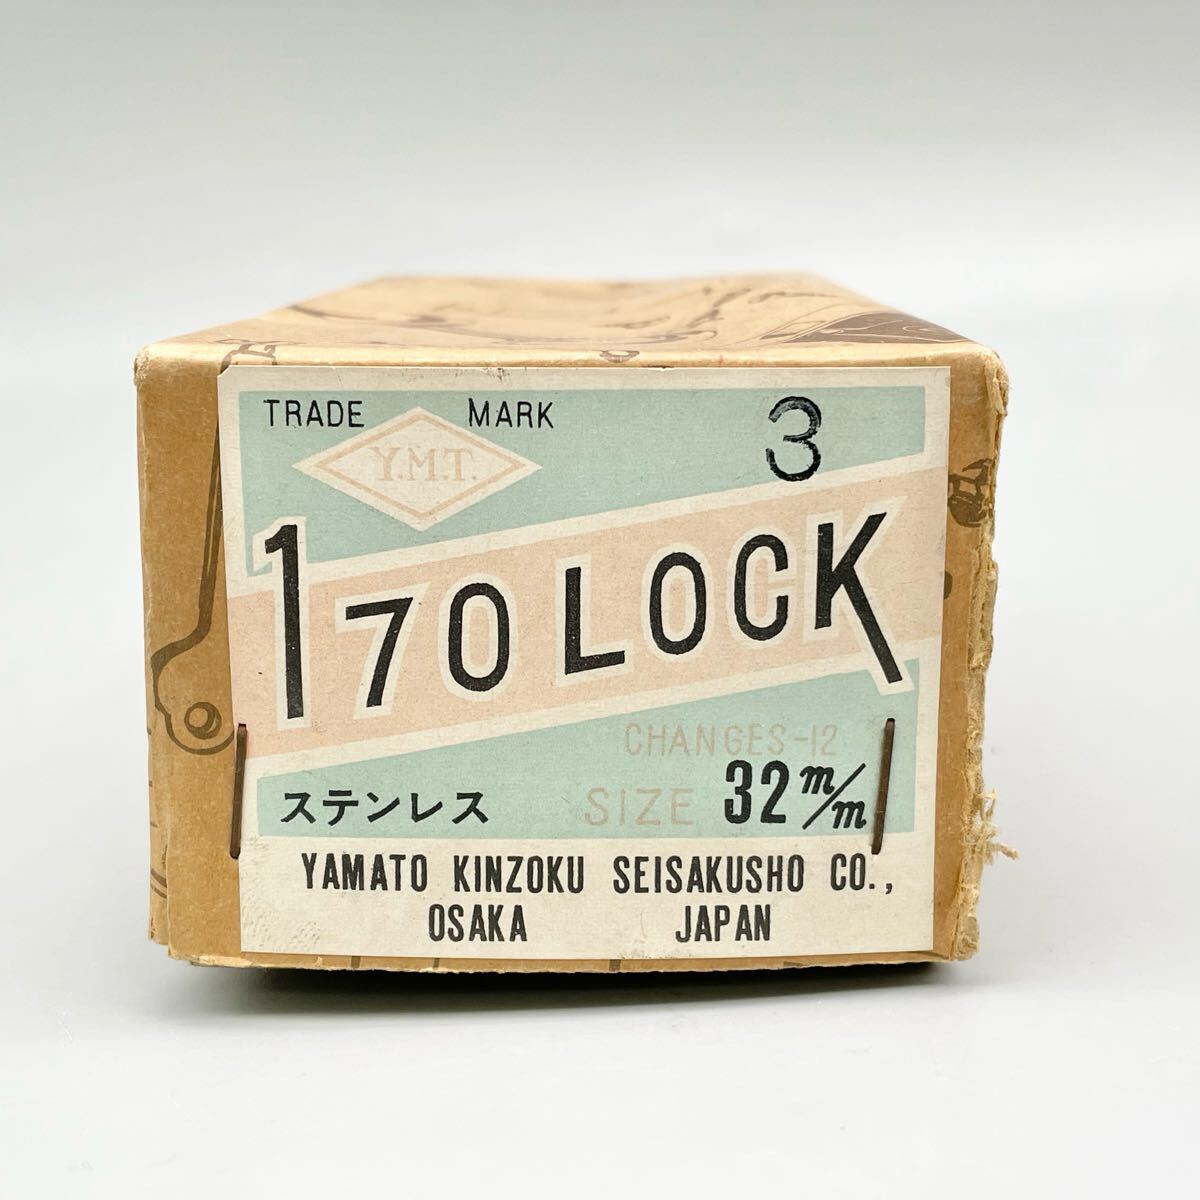 TRADE MARK 3
Y.M.T.
170 LOCK
CHANGES-12
ステンレス SIZE 32 m/m
YAMATO KINZOKU SEISAKUSHO CO.,
OSAKA JAPAN